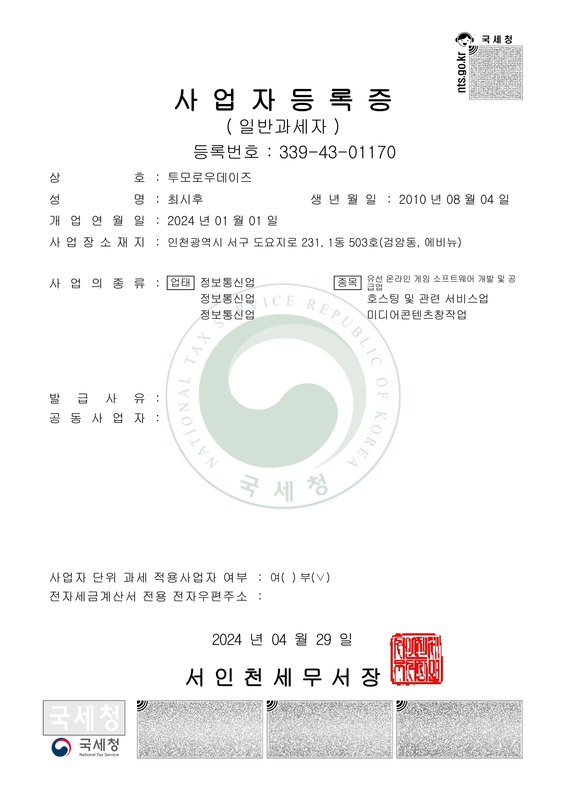 국세청
nts.go.kr
사업자등록증
( 일반과세자 )
등록번호 : 339-43-01170
상 호 : 투모로우데이즈
성 명 : 최시후 생 년 월 일 : 2010 년 08 월 04 일
개 업 연 월 일 : 2024 년 01 월 01 일
사 업 장 소 재 지 : 인천광역시 서구 도요지로 231, 1동 503호(검암동, 에비뉴)
사 업 의 종 류 : 업태 정보통신업 종목 유선 온라인 게임 소프트웨어 개발 및 공급업
정보통신업 호스팅 및 관련 서비스업
정보통신업 미디어콘텐츠창작업
NATIONAL TAX SERVICE REPUBLIC OF KOREA
국세청
발 급 사 유 :
공 동 사 업 자 :
사업자 단위 과세 적용사업자 여부 : 여( ) 부(∨)
전자세금계산서 전용 전자우편주소 :
2024 년 04 월 29 일
서인천세무서장
국세청
국세청
National Tax Service